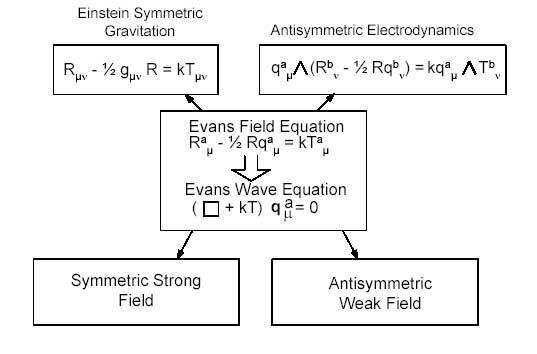 Einstein Symmetric
Gravitation
Antisymmetric Electrodynamics
Rμν - ½ gμν R = kTμν
qᵃμ Λ (Rᵇν - ½ Rqᵇν) = kqᵃμ Λ Tᵇν
Evans Field Equation
Rᵃμ - ½ Rqᵃμ = kTᵃμ
Evans Wave Equation
( □ + kT) qᵃμ = 0
Symmetric Strong
Field
Antisymmetric
Weak Field